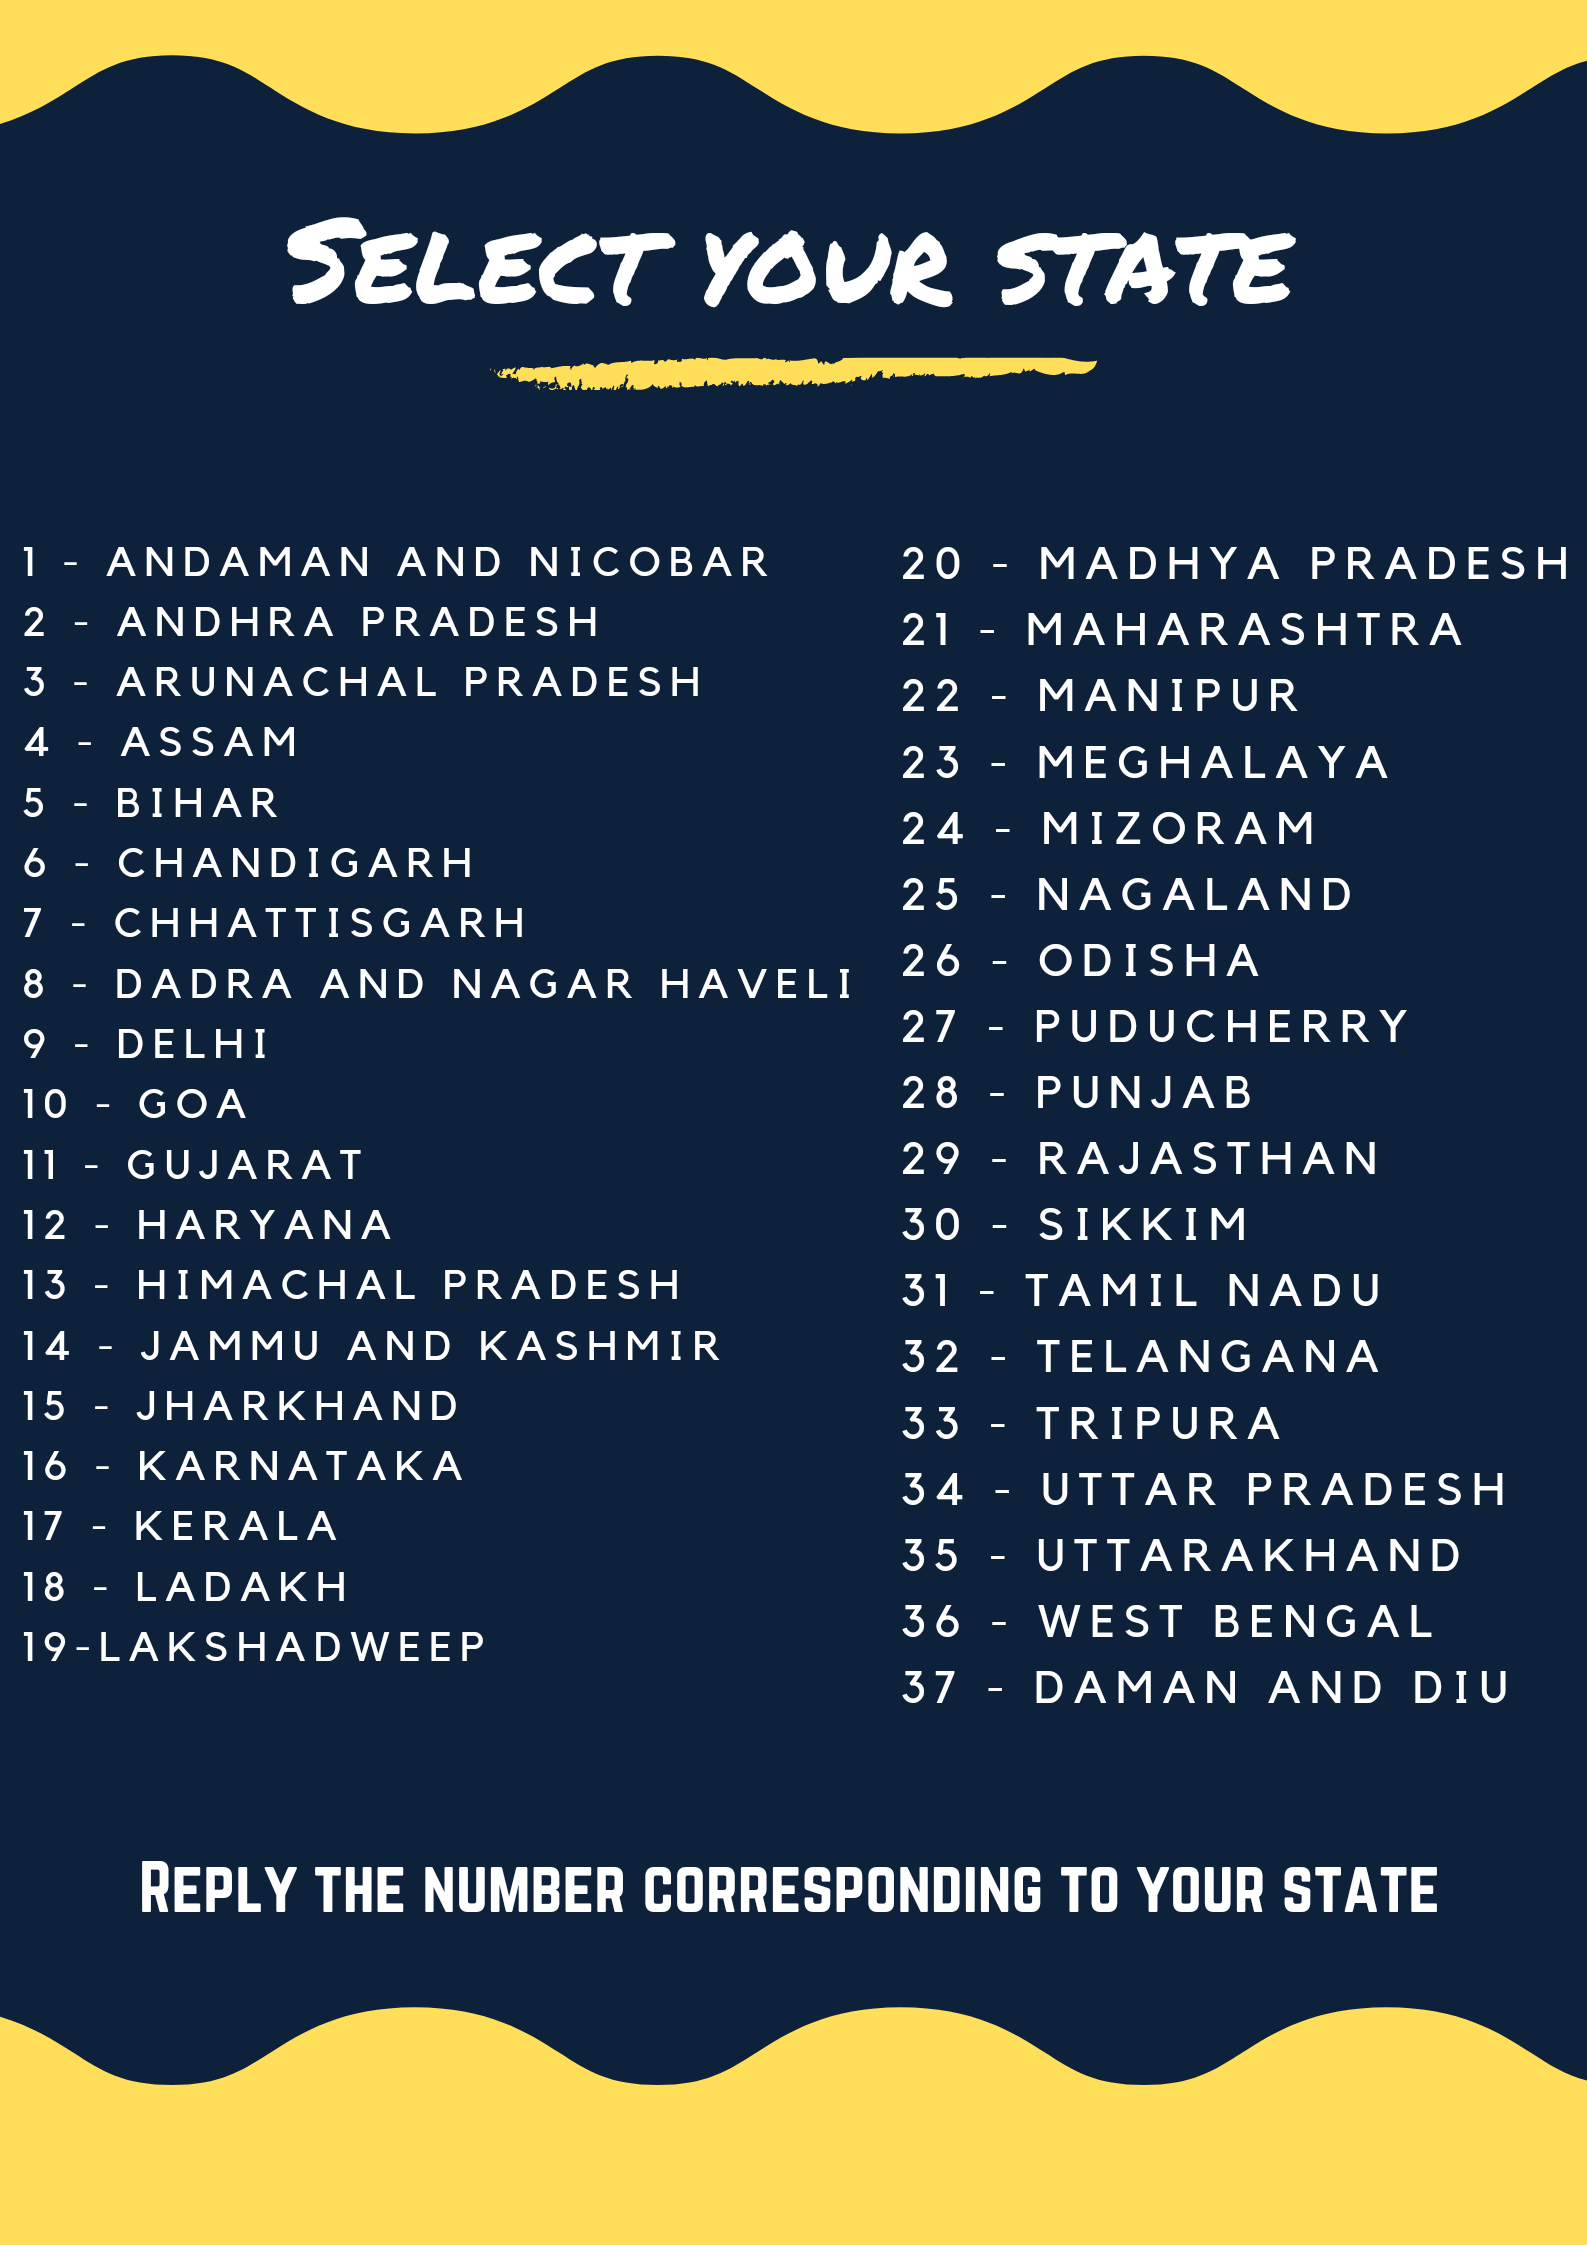 Select your state
1 - ANDAMAN AND NICOBAR
2 - ANDHRA PRADESH
3 - ARUNACHAL PRADESH
4 - ASSAM
5 - BIHAR
6 - CHANDIGARH
7 - CHHATTISGARH
8 - DADRA AND NAGAR HAVELI
9 - DELHI
10 - GOA
11 - GUJARAT
12 - HARYANA
13 - HIMACHAL PRADESH
14 - JAMMU AND KASHMIR
15 - JHARKHAND
16 - KARNATAKA
17 - KERALA
18 - LADAKH
19-LAKSHADWEEP
20 - MADHYA PRADESH
21 - MAHARASHTRA
22 - MANIPUR
23 - MEGHALAYA
24 - MIZORAM
25 - NAGALAND
26 - ODISHA
27 - PUDUCHERRY
28 - PUNJAB
29 - RAJASTHAN
30 - SIKKIM
31 - TAMIL NADU
32 - TELANGANA
33 - TRIPURA
34 - UTTAR PRADESH
35 - UTTARAKHAND
36 - WEST BENGAL
37 - DAMAN AND DIU
Reply the number corresponding to your state